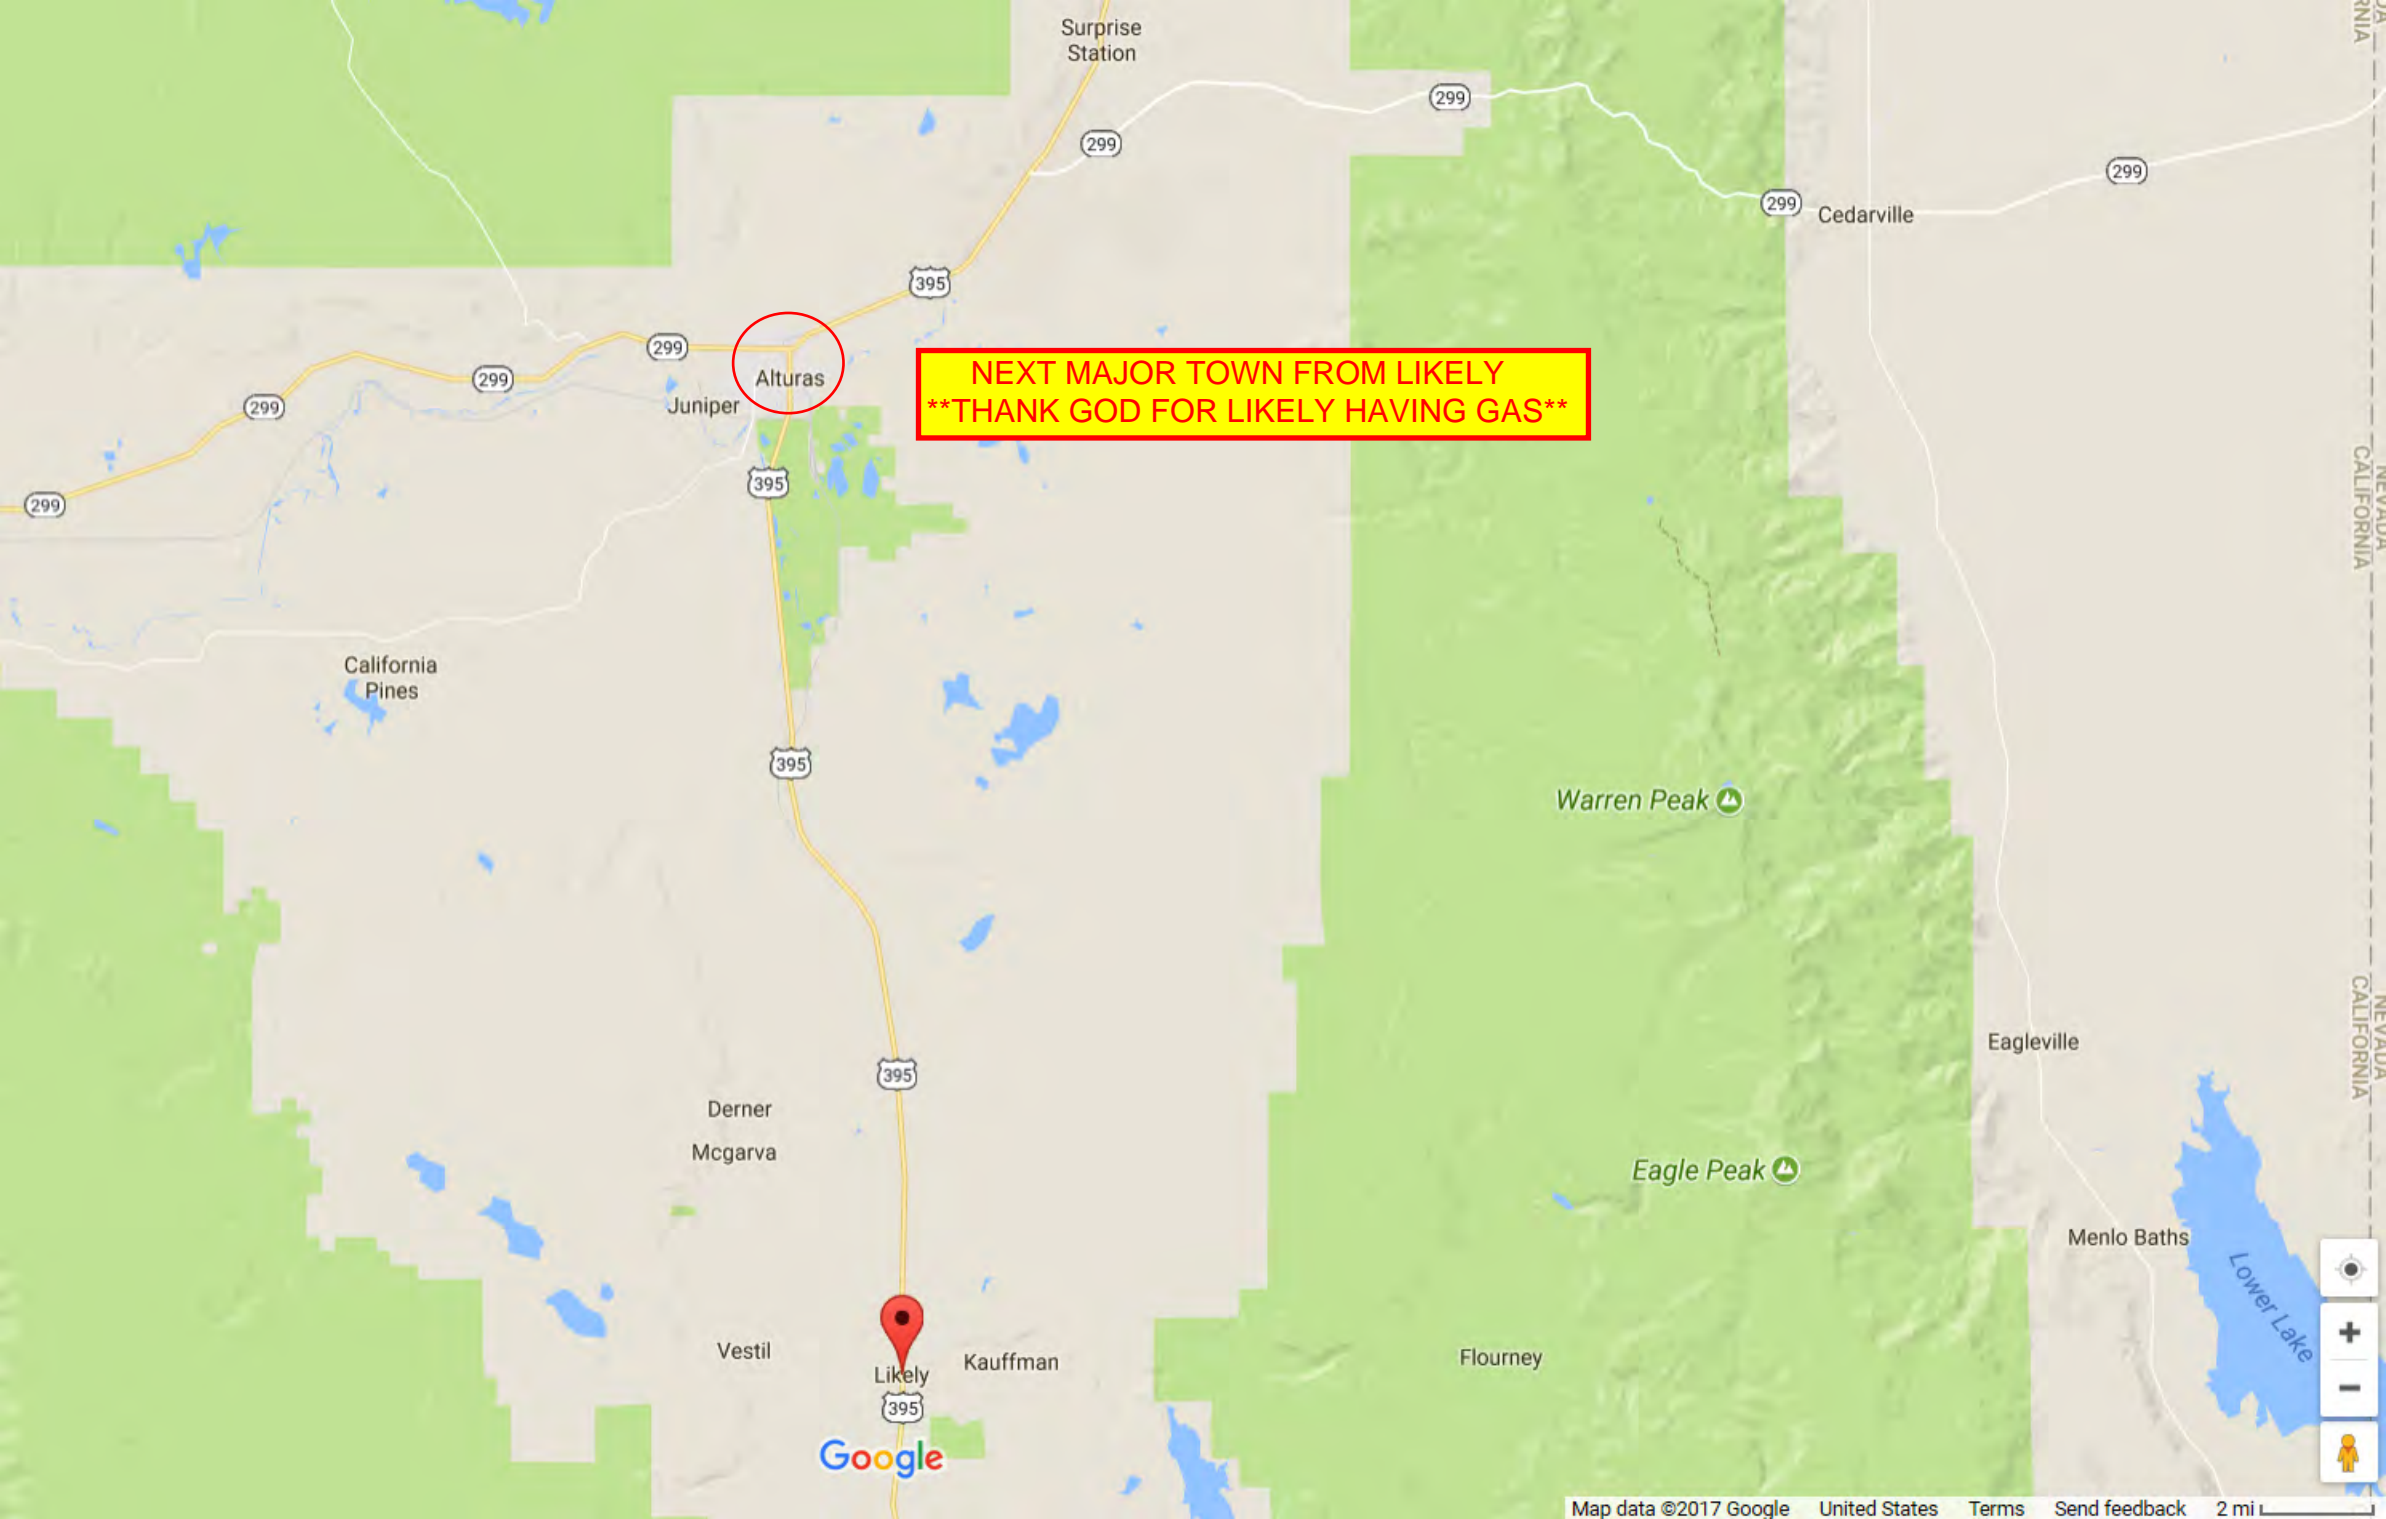 Surprise
Station
299
299
299
299
Cedarville
395
299
Alturas
299
Juniper
299
299
NEXT MAJOR TOWN FROM LIKELY
**THANK GOD FOR LIKELY HAVING GAS**
395
NEVADA
CALIFORNIA
California
Pines
395
Warren Peak
Eagleville
NEVADA
CALIFORNIA
395
Derner
Mcgarva
Eagle Peak
Menlo Baths
Lower Lake
Vestil
Likely
Kauffman
Flourney
395
Google
Map data ©2017 Google United States Terms Send feedback 2 mi